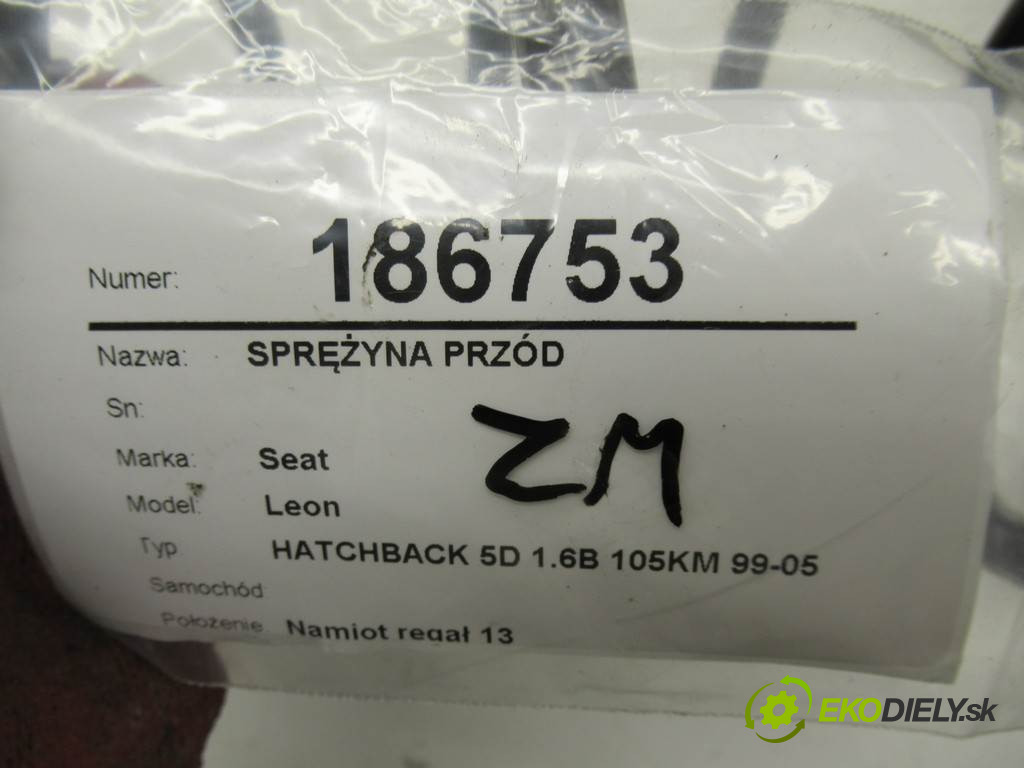 Numer: 186753
Nazwa: SPRĘŻYNA PRZÓD
Sn:
ZM
Marka: Seat
Model: Leon
Typ HATCHBACK 5D 1.6B 105KM 99-05
Samochód
Położenie Namiot regał 13
EKODIELY.sk